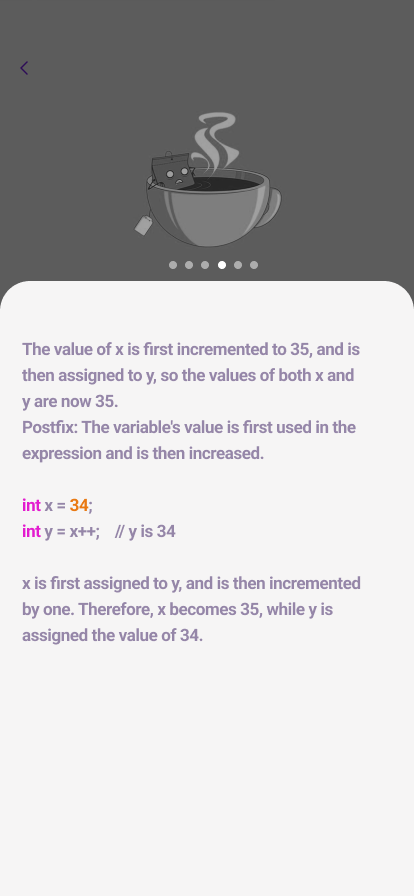 The value of x is first incremented to 35, and is
then assigned to y, so the values of both x and
y are now 35.
Postfix: The variable's value is first used in the
expression and is then increased.
int x = 34;
int y = x++; // y is 34
x is first assigned to y, and is then incremented
by one. Therefore, x becomes 35, while y is
assigned the value of 34.